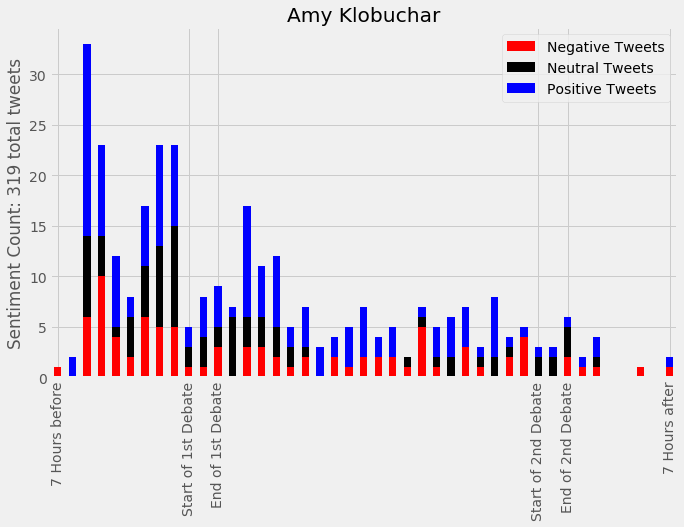 Amy Klobuchar
Negative Tweets
Neutral Tweets
Positive Tweets
Sentiment Count: 319 total tweets
30
25
20
15
10
5
0
7 Hours before
Start of 1st Debate
End of 1st Debate
Start of 2nd Debate
End of 2nd Debate
7 Hours after